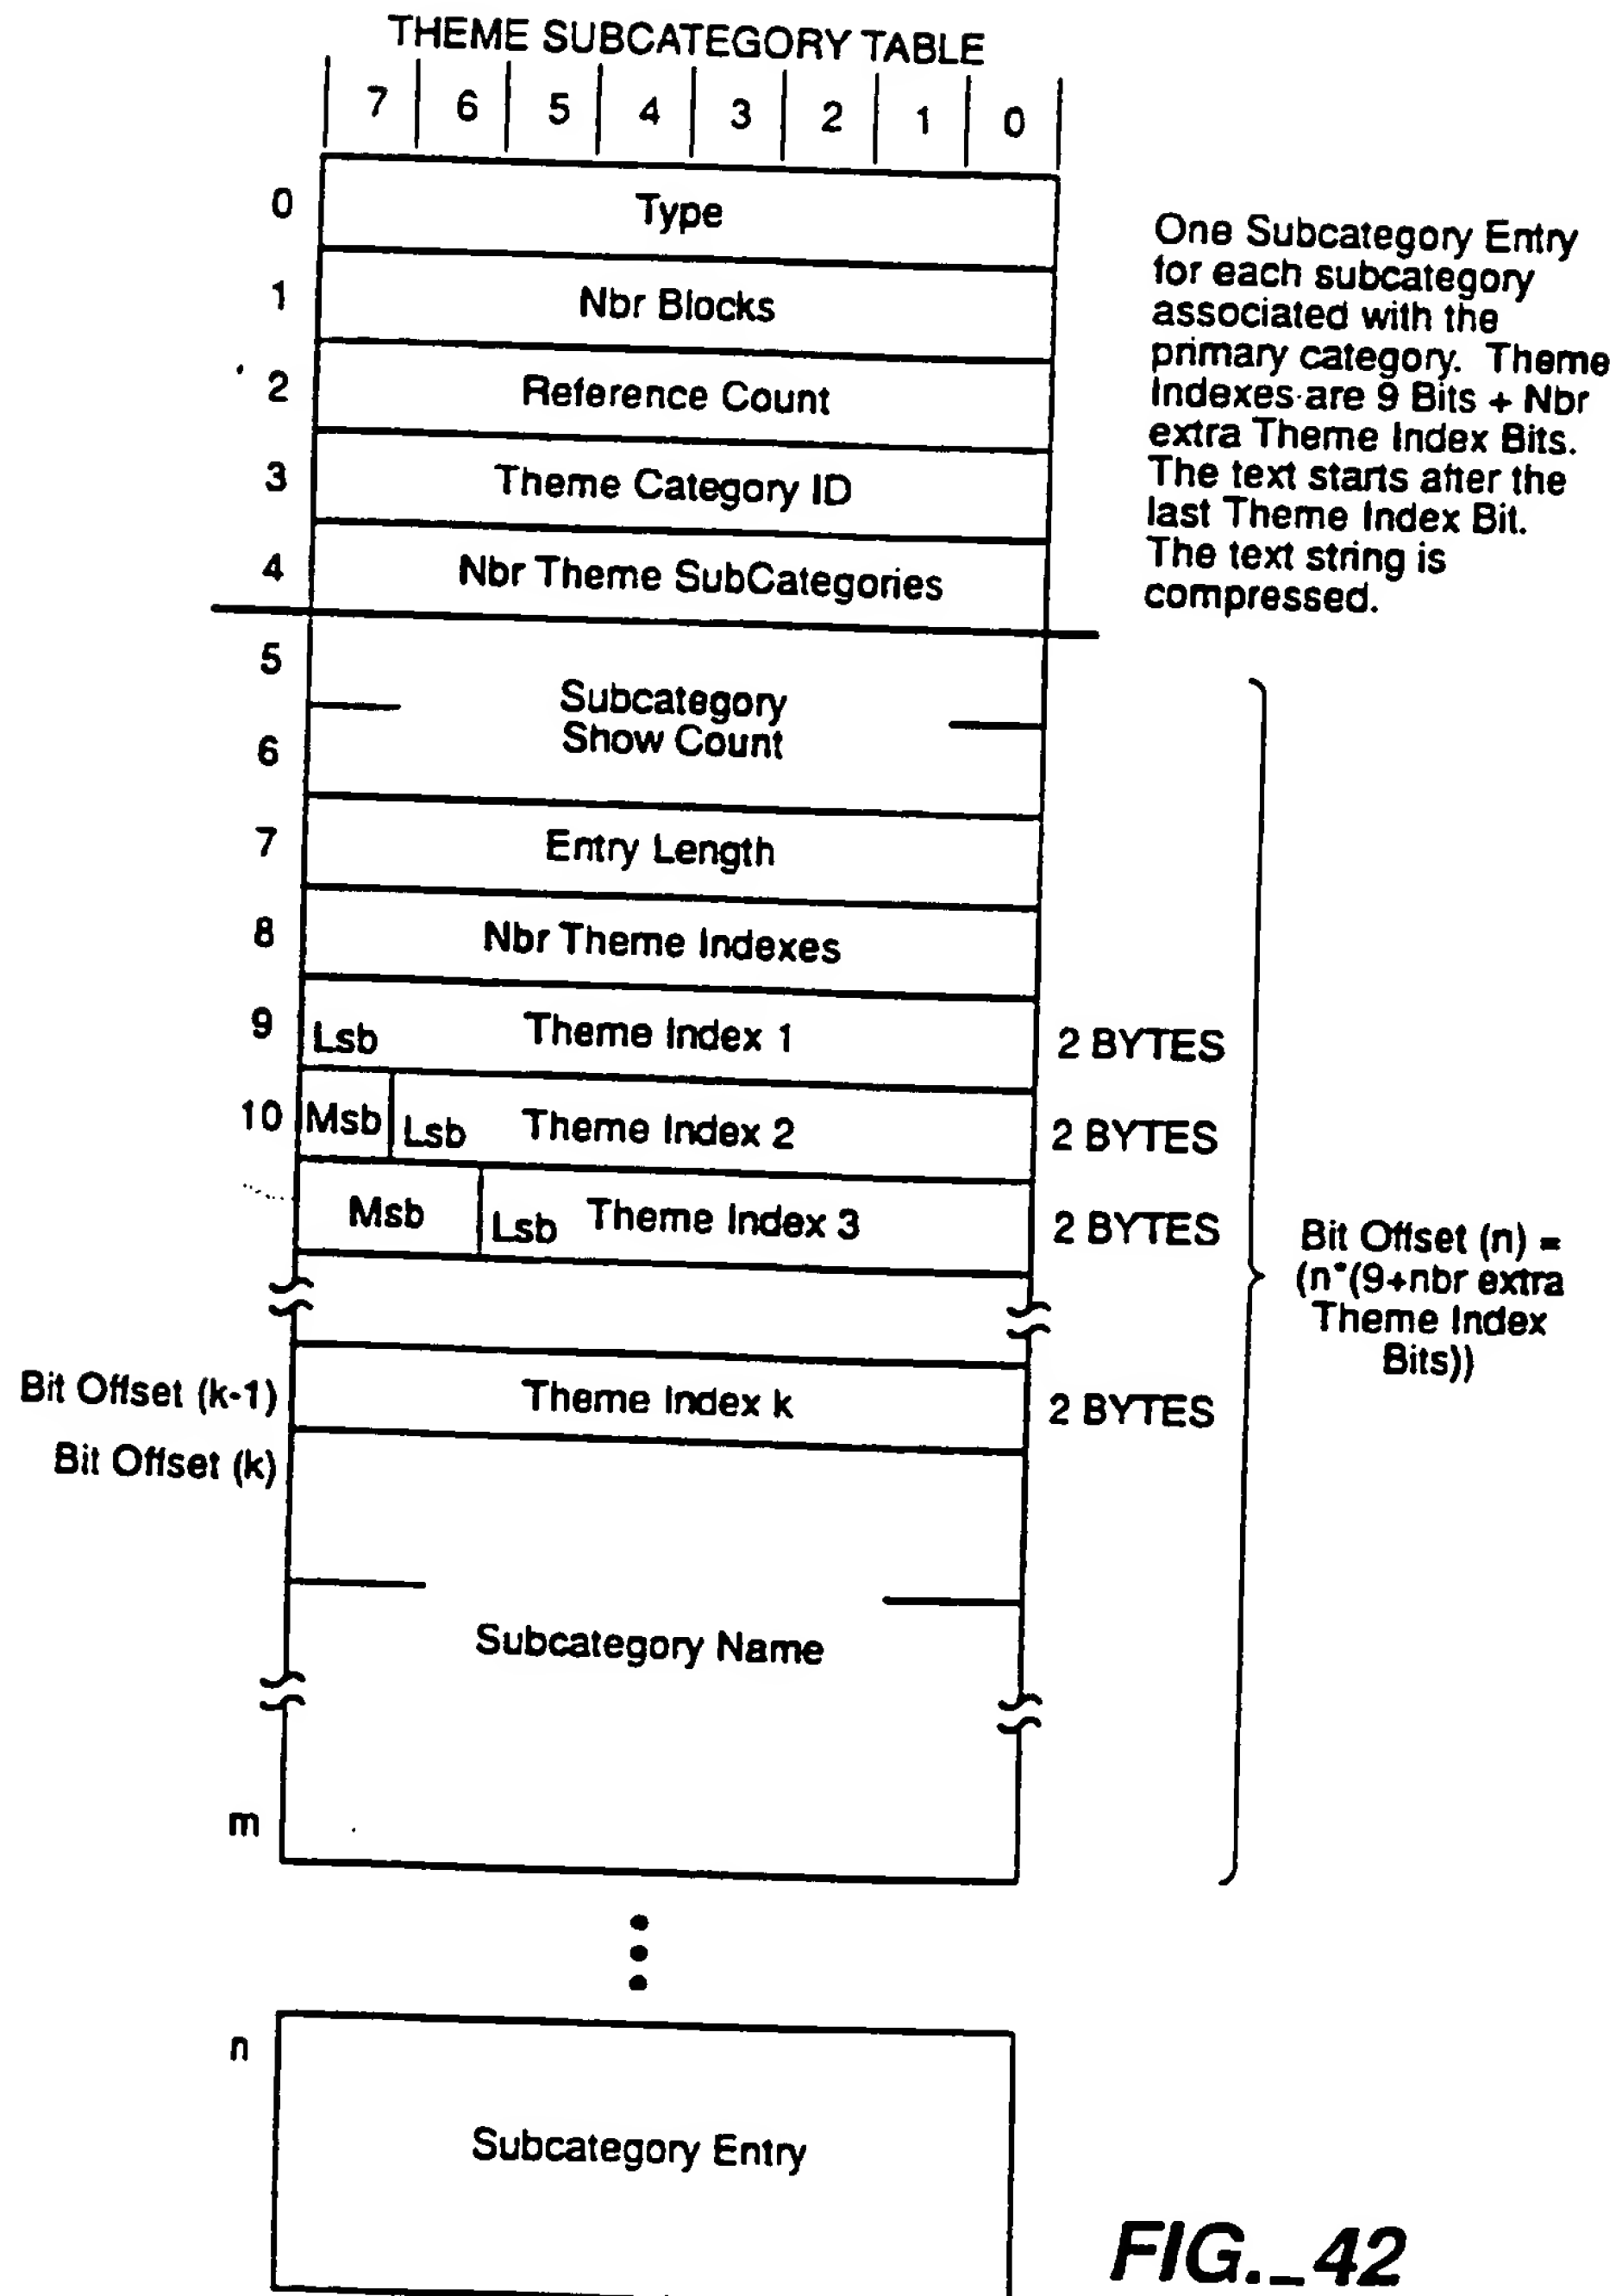 THEME SUBCATEGORY TABLE
7 6 5 4 3 2 1 0
0 Type
1 Nbr Blocks
2 Reference Count
3 Theme Category ID
4 Nbr Theme SubCategories
One Subcategory Entry
for each subcategory
associated with the
primary category. Theme
Indexes are 9 Bits + Nbr
extra Theme Index Bits.
The text starts after the
last Theme Index Bit.
The text string is
compressed.
5
Subcategory
Show Count
6
7 Entry Length
8 Nbr Theme Indexes
9 Lsb Theme Index 1 2 BYTES
10 Msb Lsb Theme Index 2 2 BYTES
Msb Lsb Theme Index 3 2 BYTES
Bit Offset (n) =
(n*(9+nbr extra
Theme Index
Bits))
Bit Offset (k-1) Theme Index k 2 BYTES
Bit Offset (k)
Subcategory Name
m
n
Subcategory Entry
FIG._42